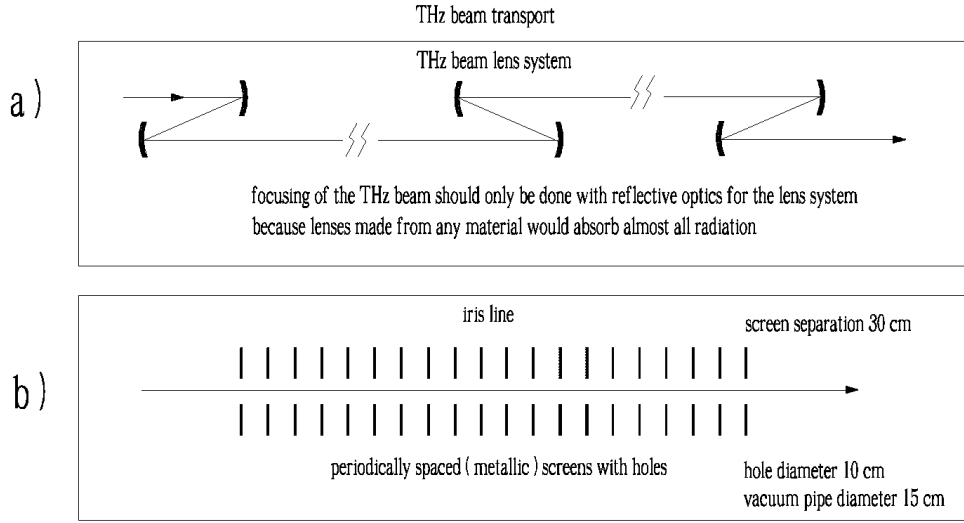 THz beam transport
a)
THz beam lens system
focusing of the THz beam should only be done with reflective optics for the lens system
because lenses made from any material would absorb almost all radiation
b)
iris line
screen separation 30 cm
periodically spaced ( metallic ) screens with holes
hole diameter 10 cm
vacuum pipe diameter 15 cm